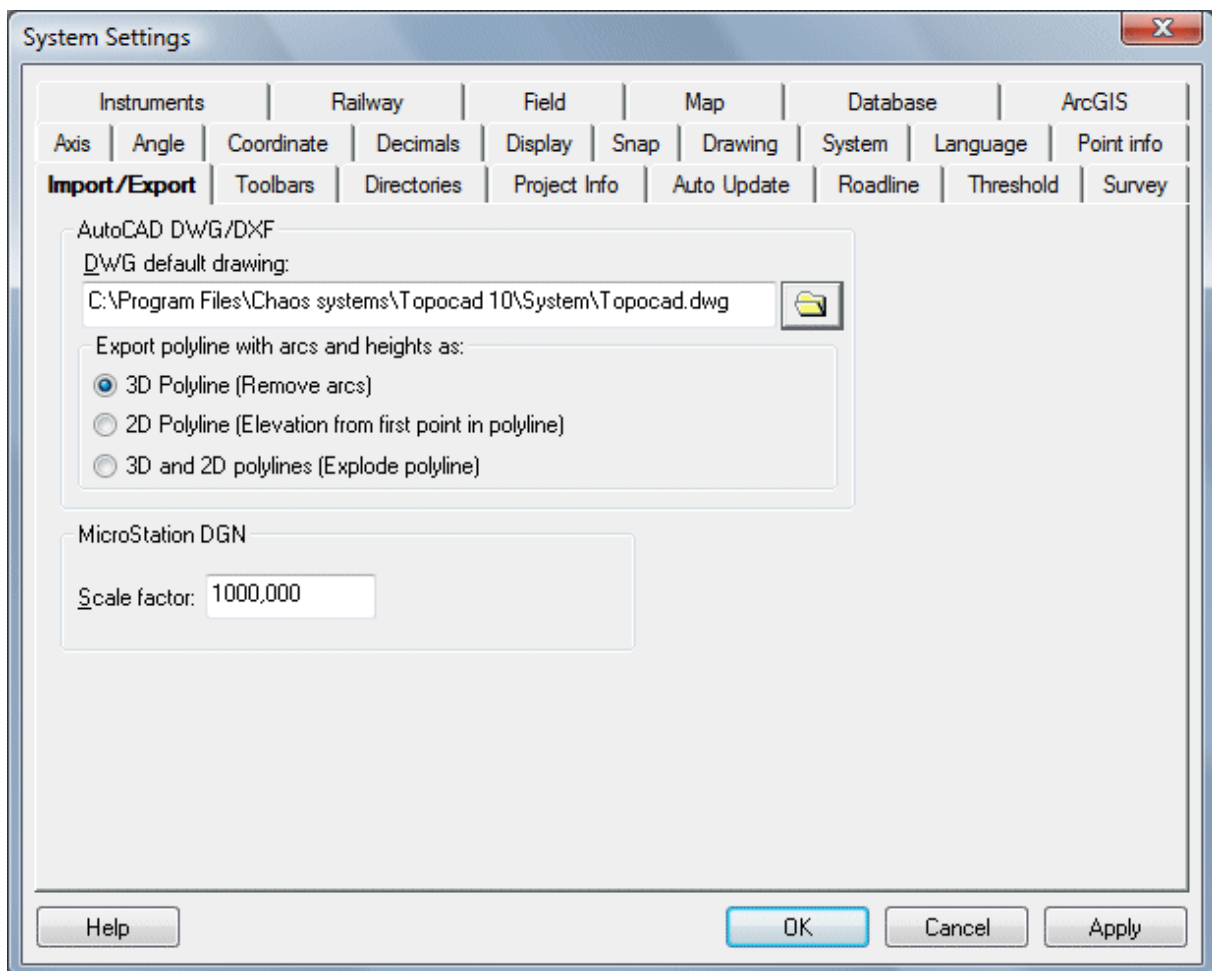 System Settings
Instruments Railway Field Map Database ArcGIS
Axis Angle Coordinate Decimals Display Snap Drawing System Language Point info
Import/Export Toolbars Directories Project Info Auto Update Roadline Threshold Survey
AutoCAD DWG/DXF
DWG default drawing:
C:\Program Files\Chaos systems\Topocad 10\System\Topocad.dwg
Export polyline with arcs and heights as:
3D Polyline (Remove arcs)
2D Polyline (Elevation from first point in polyline)
3D and 2D polylines (Explode polyline)
MicroStation DGN
Scale factor: 1000,000
Help OK Cancel Apply